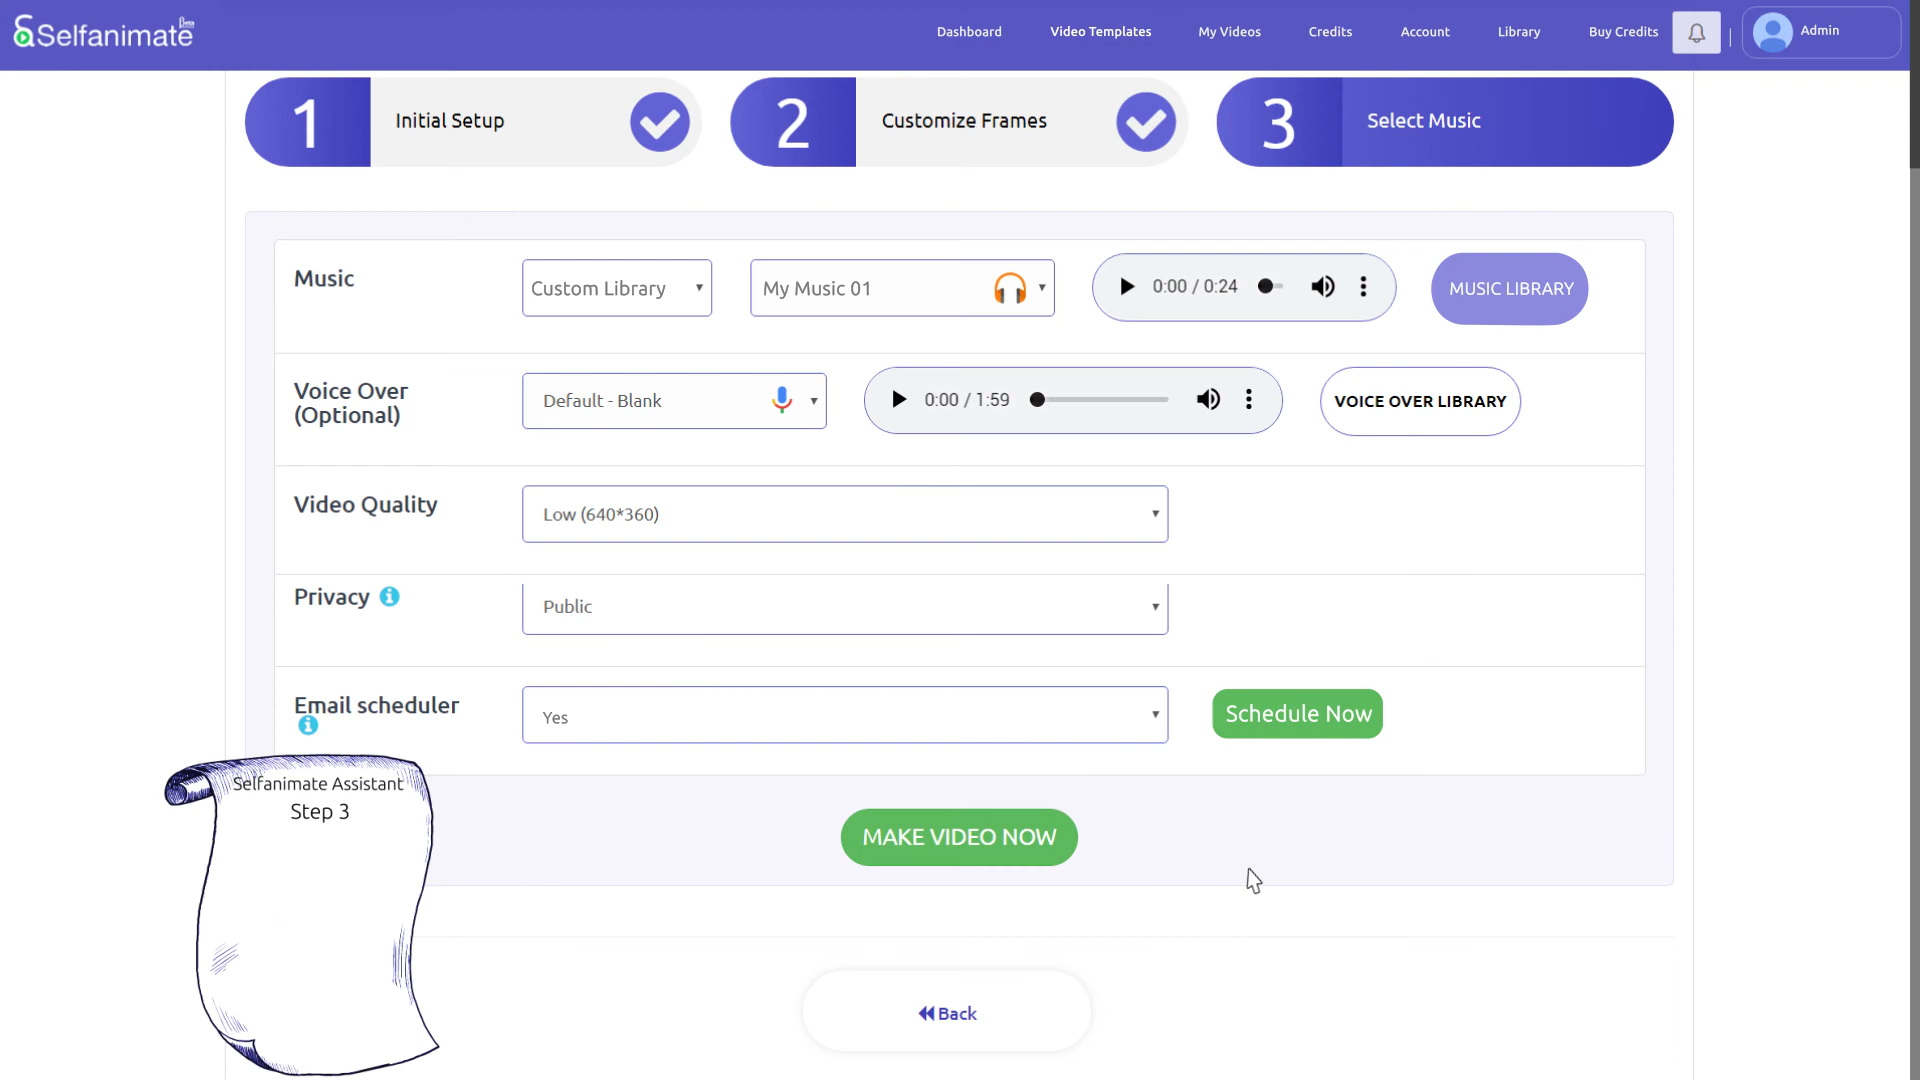 Selfanimate Beta
Dashboard Video Templates My Videos Credits Account Library Buy Credits Admin
1 Initial Setup 2 Customize Frames 3 Select Music
Music Custom Library My Music 01 0:00 / 0:24 MUSIC LIBRARY
Voice Over
(Optional) Default - Blank 0:00 / 1:59 VOICE OVER LIBRARY
Video Quality Low (640*360)
Privacy Public
Email scheduler Yes Schedule Now
Selfanimate Assistant
Step 3
MAKE VIDEO NOW
Back